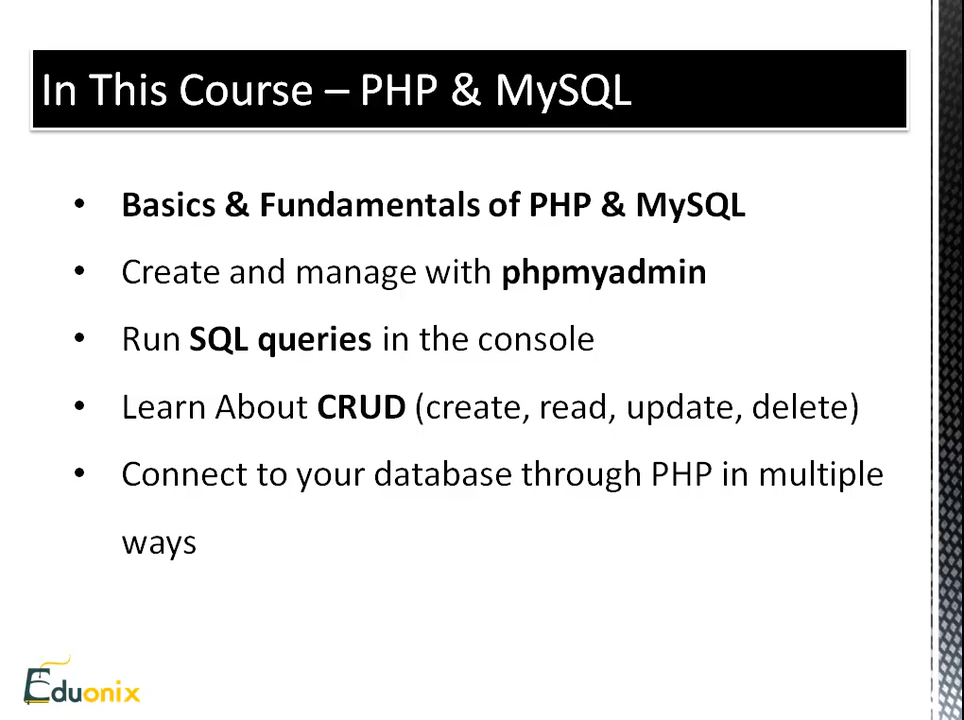 In This Course – PHP & MySQL
• Basics & Fundamentals of PHP & MySQL
• Create and manage with phpmyadmin
• Run SQL queries in the console
• Learn About CRUD (create, read, update, delete)
• Connect to your database through PHP in multiple
ways
Eduonix